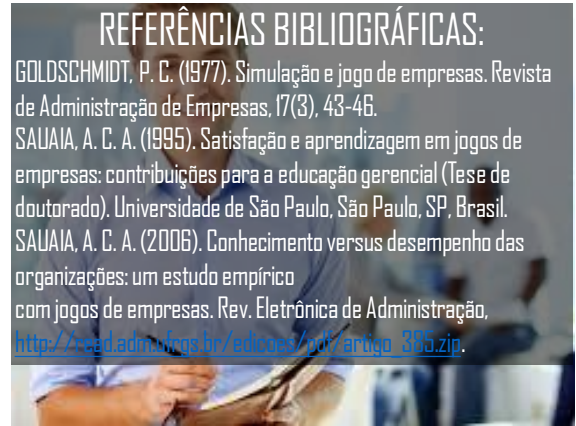 REFERÊNCIAS BIBLIOGRÁFICAS:
GOLDSCHMIDT, P. C. (1977). Simulação e jogo de empresas. Revista
de Administração de Empresas, 17(3), 43-46.
SAUAIA, A. C. A. (1995). Satisfação e aprendizagem em jogos de
empresas: contribuições para a educação gerencial (Tese de
doutorado). Universidade de São Paulo, São Paulo, SP, Brasil.
SAUAIA, A. C. A. (2006). Conhecimento versus desempenho das
organizações: um estudo empírico
com jogos de empresas. Rev. Eletrônica de Administração,
http://read.adm.ufrgs.br/edicoes/pdf/artigo_385.zip.